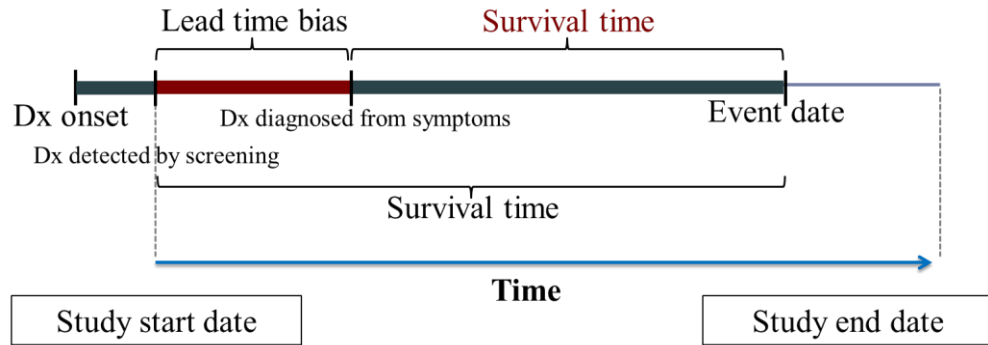 Lead time bias
Survival time
Dx onset
Dx diagnosed from symptoms
Event date
Dx detected by screening
Survival time
Time
Study start date
Study end date